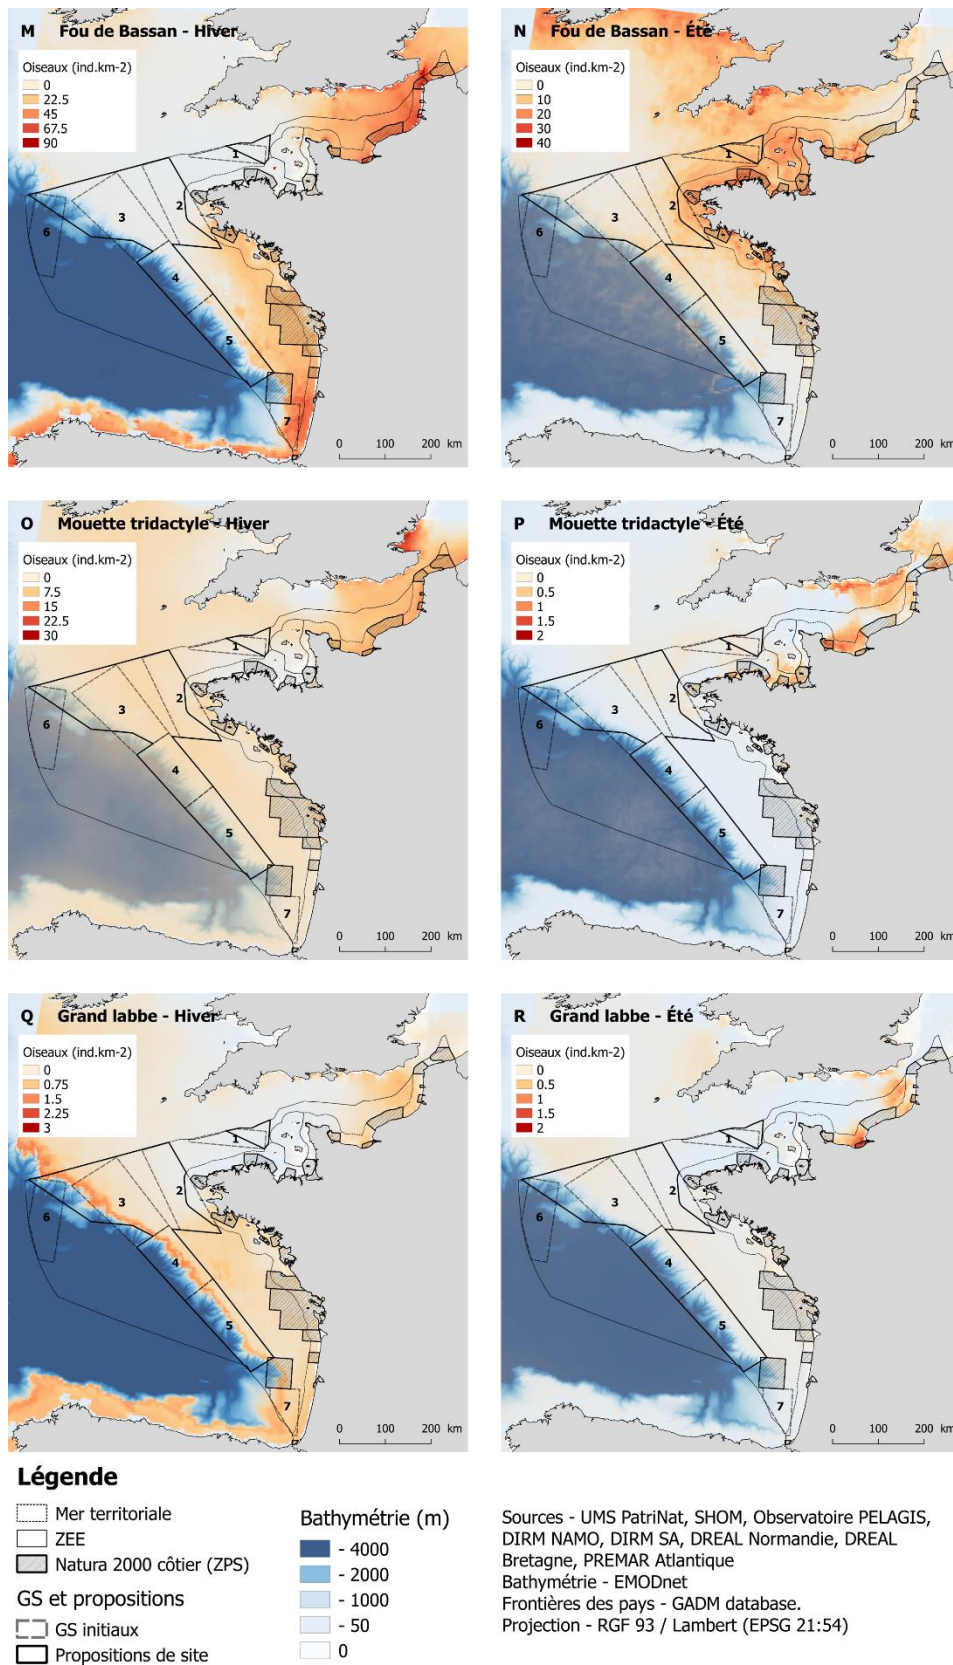 M Fou de Bassan - Hiver
Oiseaux (ind.km-2)
0
22.5
45
67.5
90
1
2
3
4
5
6
7
0 100 200 km
N Fou de Bassan - Été
Oiseaux (ind.km-2)
0
10
20
30
40
1
2
3
4
5
6
7
0 100 200 km
O Mouette tridactyle - Hiver
Oiseaux (ind.km-2)
0
7.5
15
22.5
30
1
2
3
4
5
6
7
0 100 200 km
P Mouette tridactyle - Été
Oiseaux (ind.km-2)
0
0.5
1
1.5
2
1
2
3
4
5
6
7
0 100 200 km
Q Grand labbe - Hiver
Oiseaux (ind.km-2)
0
0.75
1.5
2.25
3
1
2
3
4
5
6
7
0 100 200 km
R Grand labbe - Été
Oiseaux (ind.km-2)
0
0.5
1
1.5
2
1
2
3
4
5
6
7
0 100 200 km
Légende
Mer territoriale
ZEE
Natura 2000 côtier (ZPS)
GS et propositions
GS initiaux
Propositions de site
Bathymétrie (m)
- 4000
- 2000
- 1000
- 50
0
Sources - UMS PatriNat, SHOM, Observatoire PELAGIS,
DIRM NAMO, DIRM SA, DREAL Normandie, DREAL
Bretagne, PREMAR Atlantique
Bathymétrie - EMODnet
Frontières des pays - GADM database.
Projection - RGF 93 / Lambert (EPSG 21:54)